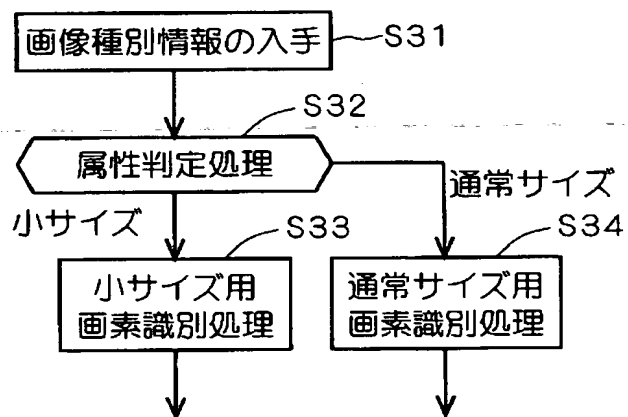 画像種別情報の入手
S31
S32
属性判定処理
小サイズ
通常サイズ
S33
S34
小サイズ用
画素識別処理
通常サイズ用
画素識別処理